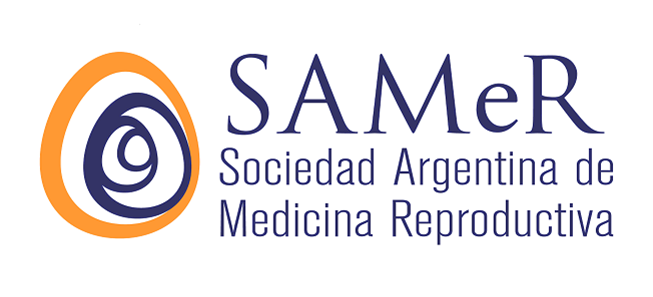 SAMeR
Sociedad Argentina de
Medicina Reproductiva